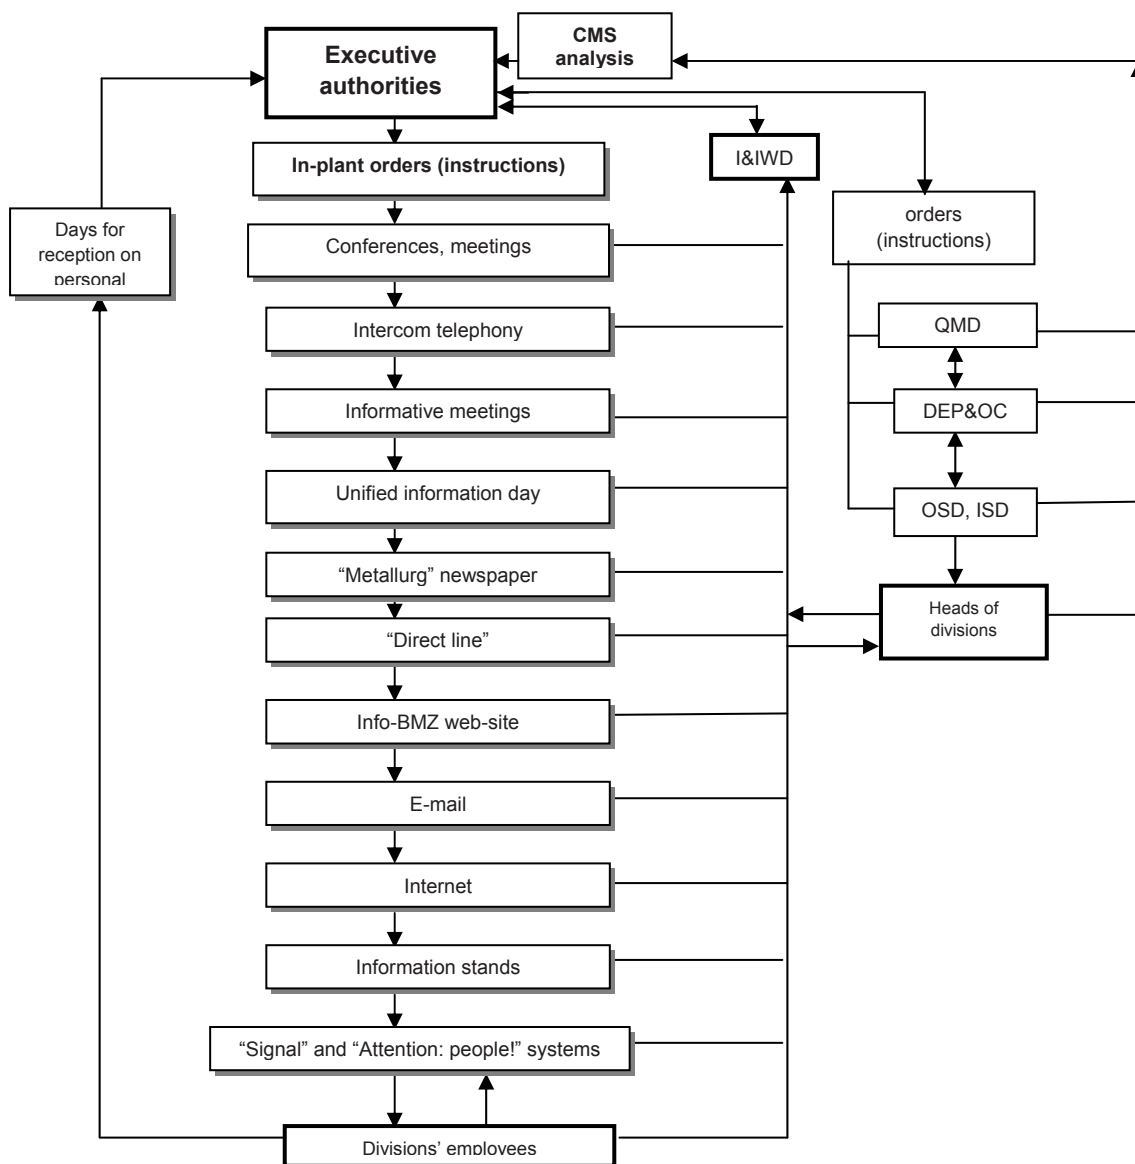 CMS
analysis
Executive
authorities
I&IWD
In-plant orders (instructions)
Days for
reception on
personal
orders
(instructions)
Conferences, meetings
Intercom telephony
QMD
Informative meetings
DEP&OC
Unified information day
OSD, ISD
“Metallurg” newspaper
“Direct line”
Heads of
divisions
Info-BMZ web-site
E-mail
Internet
Information stands
“Signal” and “Attention: people!” systems
Divisions’ employees